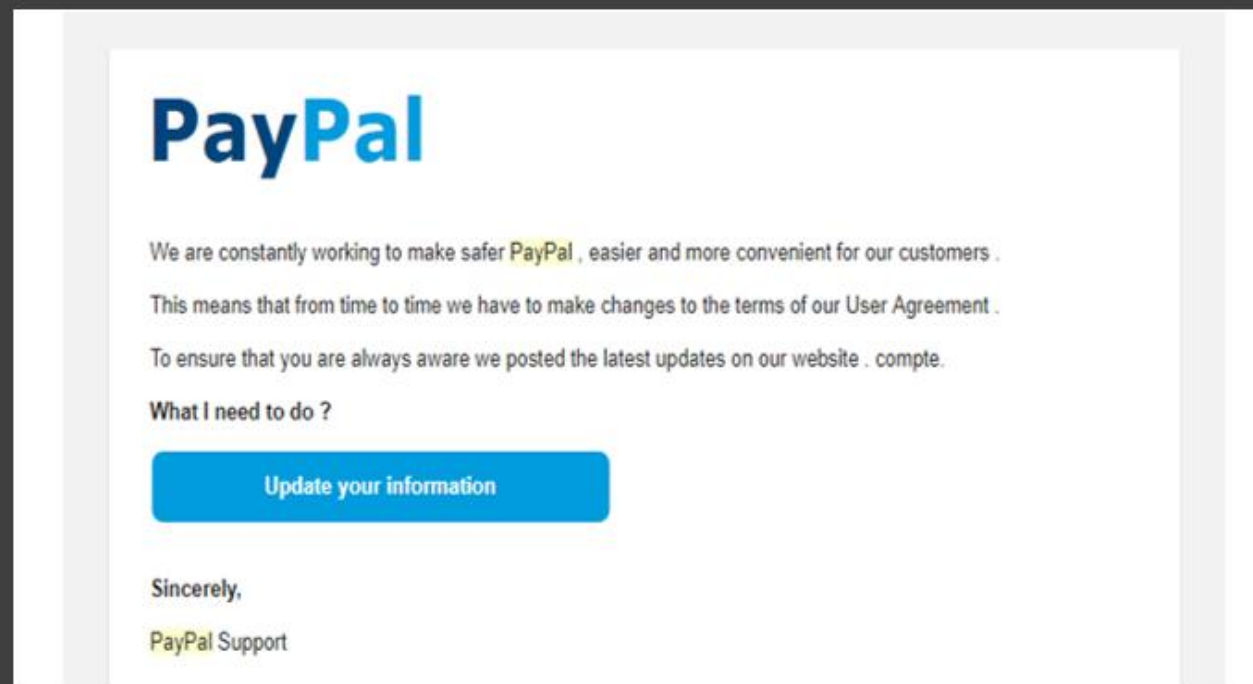 PayPal
We are constantly working to make safer PayPal , easier and more convenient for our customers .
This means that from time to time we have to make changes to the terms of our User Agreement .
To ensure that you are always aware we posted the latest updates on our website . compte.
What I need to do ?
Update your information
Sincerely,
PayPal Support